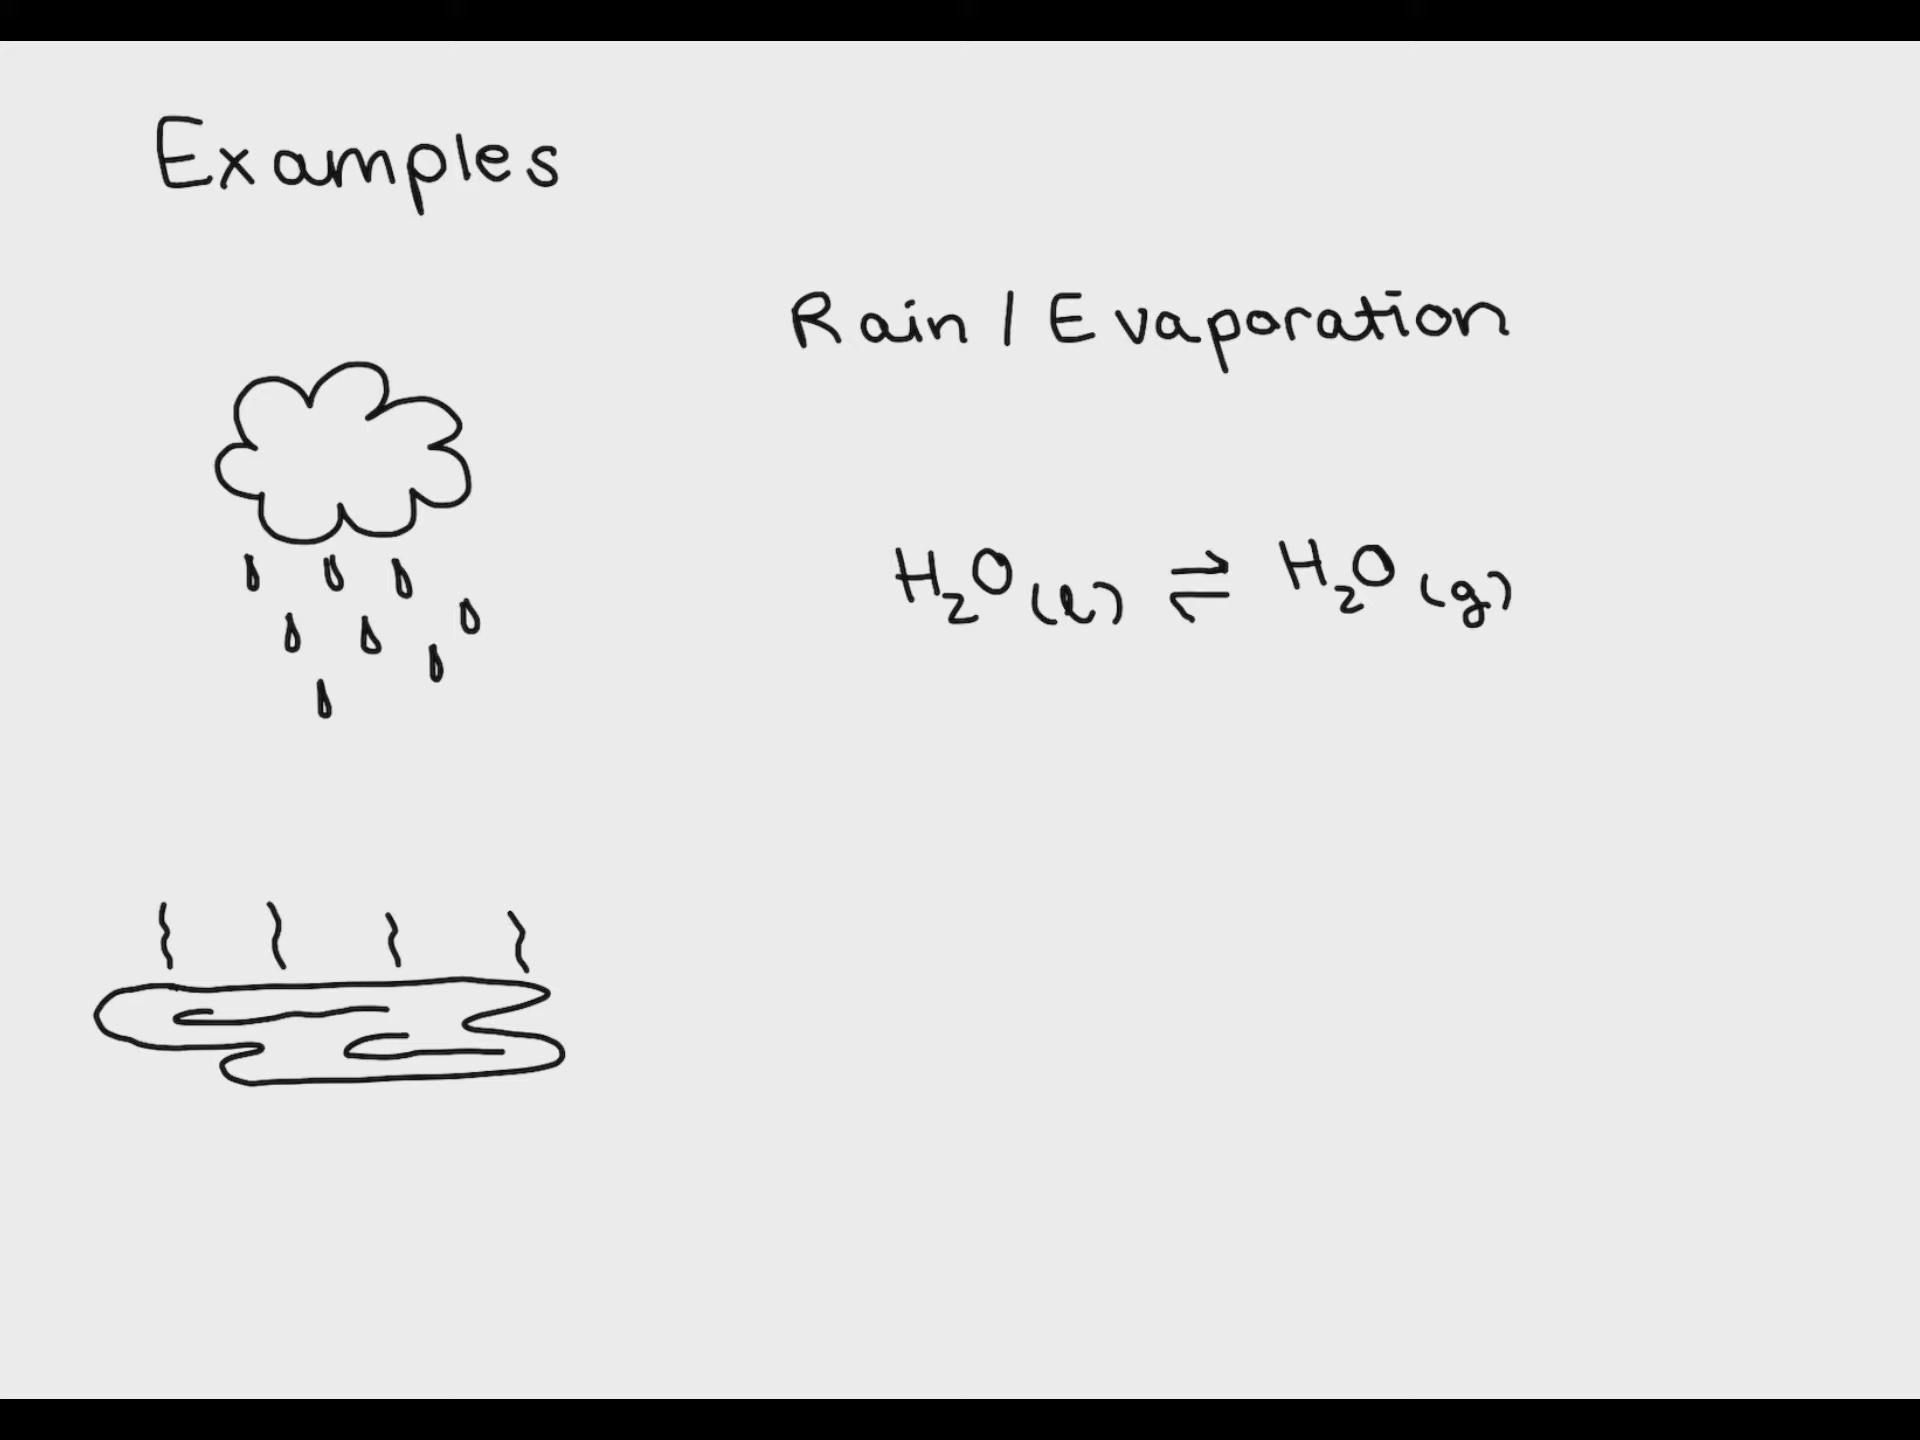 Examples
Rain / Evaporation
H₂O (l) ⇌ H₂O (g)